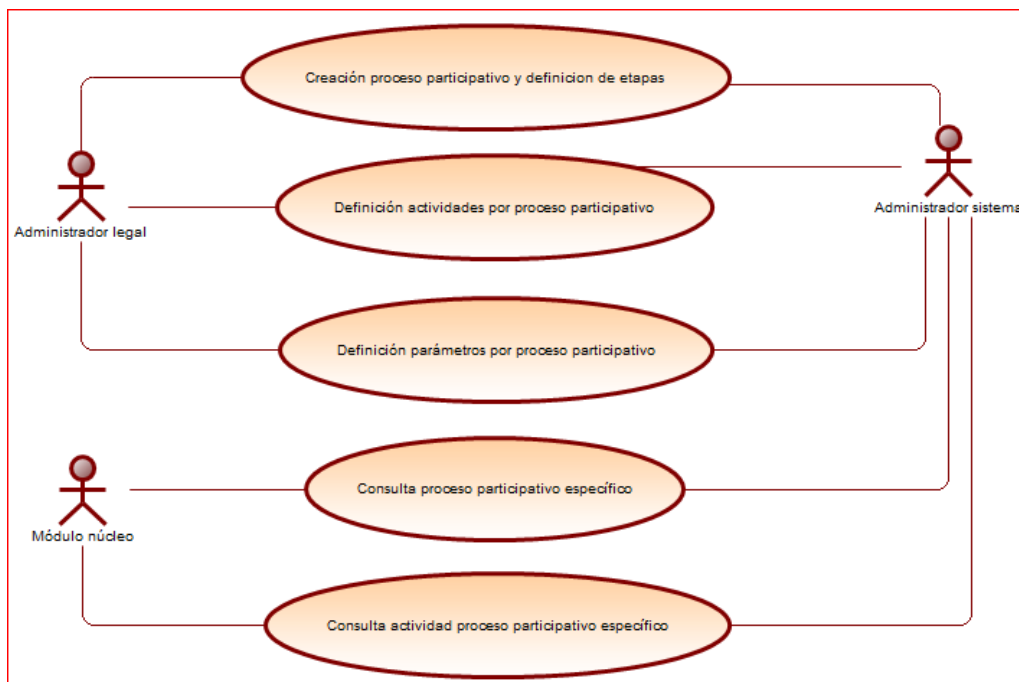 Creación proceso participativo y definicion de etapas
Definición actividades por proceso participativo
Administrador legal
Administrador sistema
Definición parámetros por proceso participativo
Consulta proceso participativo específico
Módulo núcleo
Consulta actividad proceso participativo específico